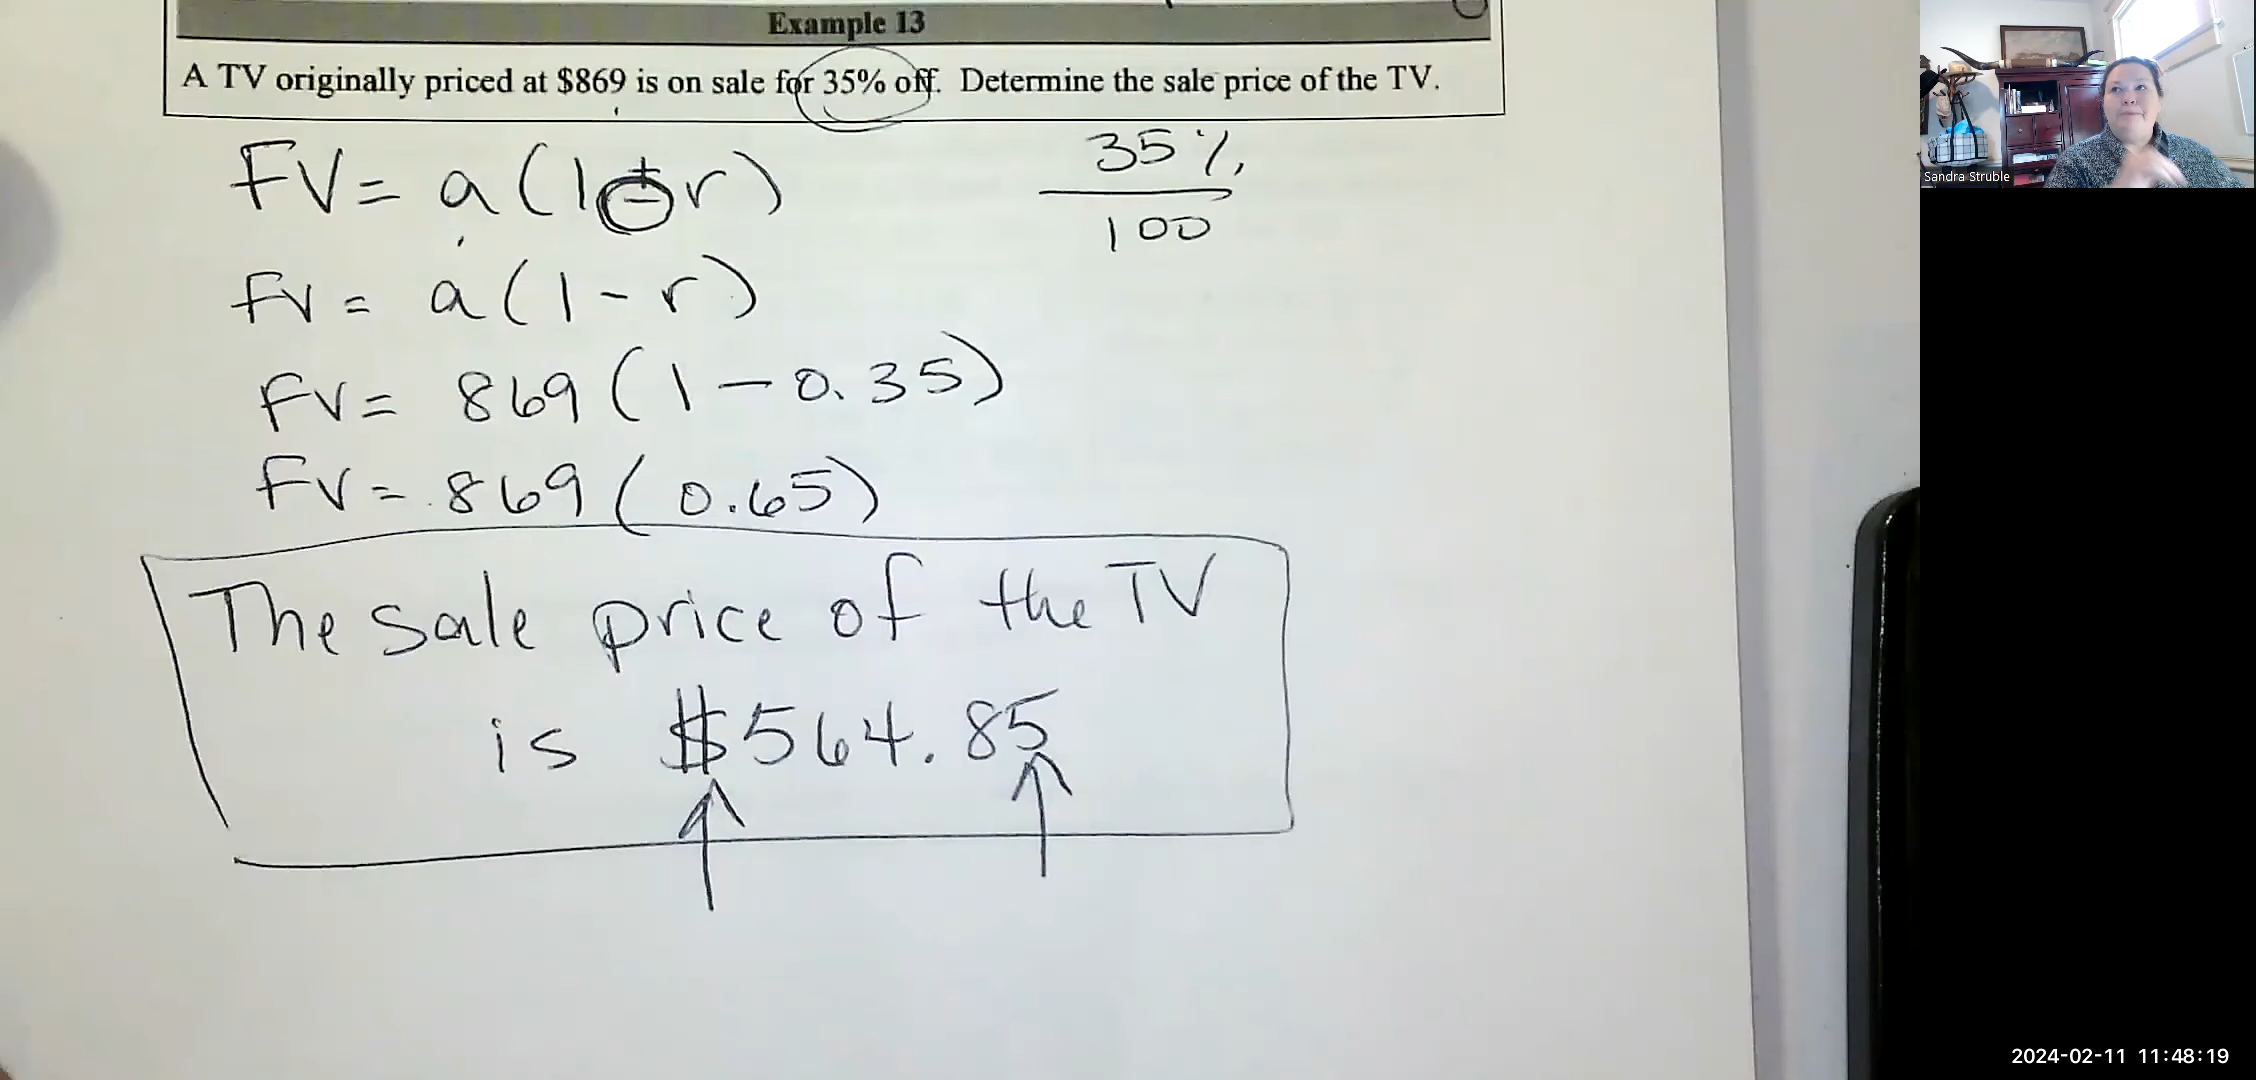 Example 13
A TV originally priced at $869 is on sale for 35% off. Determine the sale price of the TV.
FV = a(1±r)
35%
100
FV = a(1-r)
FV = 869(1-0.35)
FV = 869(0.65)
The sale price of the TV
is $564.85
Sandra Struble
2024-02-11 11:48:19